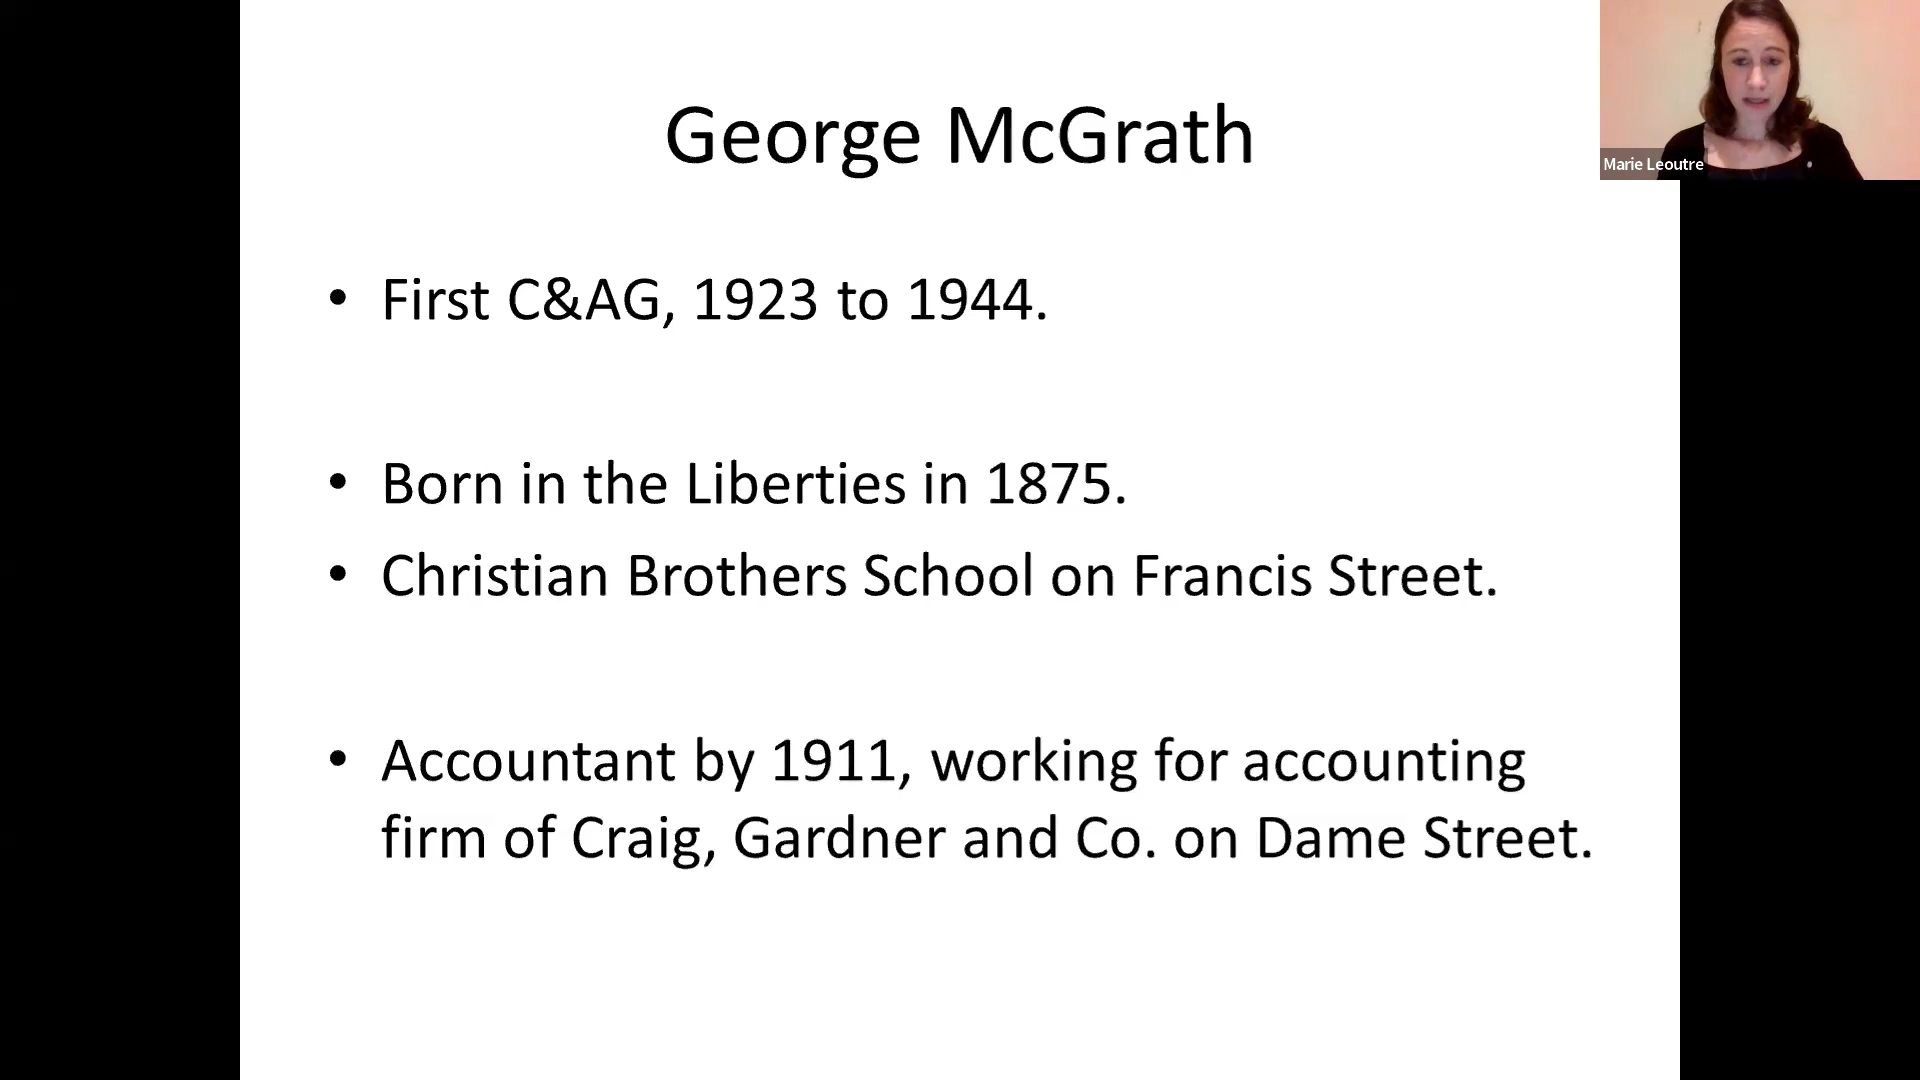 George McGrath
Marie Leoutre
• First C&AG, 1923 to 1944.
• Born in the Liberties in 1875.
• Christian Brothers School on Francis Street.
• Accountant by 1911, working for accounting
firm of Craig, Gardner and Co. on Dame Street.